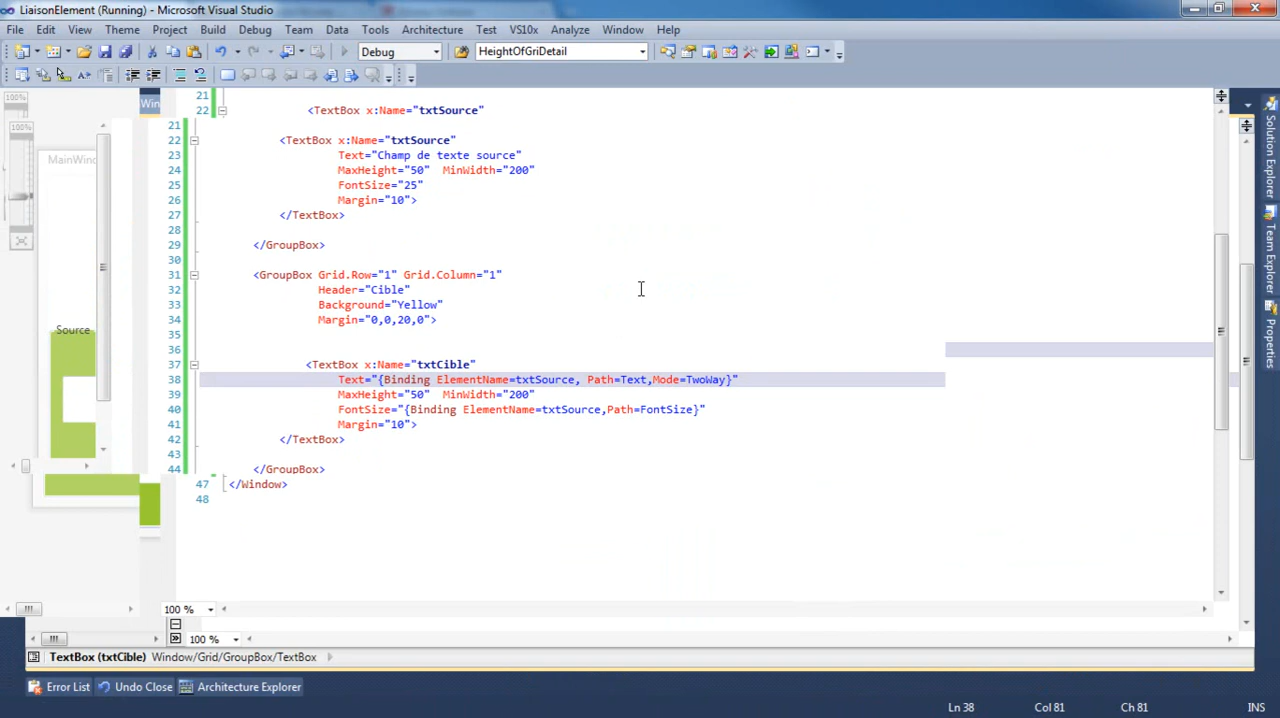 LiaisonElement (Running) - Microsoft Visual Studio
File Edit View Theme Project Build Debug Team Data Tools Architecture Test VS10x Analyze Window Help
Debug HeightOfGriDetail
100%
Win
100%
MainWind
Source
21
22 <TextBox x:Name="txtSource"
21
22 <TextBox x:Name="txtSource"
23 Text="Champ de texte source"
24 MaxHeight="50" MinWidth="200"
25 FontSize="25"
26 Margin="10">
27 </TextBox>
28
29 </GroupBox>
30
31 <GroupBox Grid.Row="1" Grid.Column="1"
32 Header="Cible"
33 Background="Yellow"
34 Margin="0,0,20,0">
35
36
37 <TextBox x:Name="txtCible"
38 Text="{Binding ElementName=txtSource, Path=Text,Mode=TwoWay}"
39 MaxHeight="50" MinWidth="200"
40 FontSize="{Binding ElementName=txtSource,Path=FontSize}"
41 Margin="10">
42 </TextBox>
43
44 </GroupBox>
47 </Window>
48
Solution Explorer
Team Explorer
Properties
100 %
100 %
TextBox (txtCible) Window/Grid/GroupBox/TextBox
Error List Undo Close Architecture Explorer
Ln 38 Col 81 Ch 81 INS